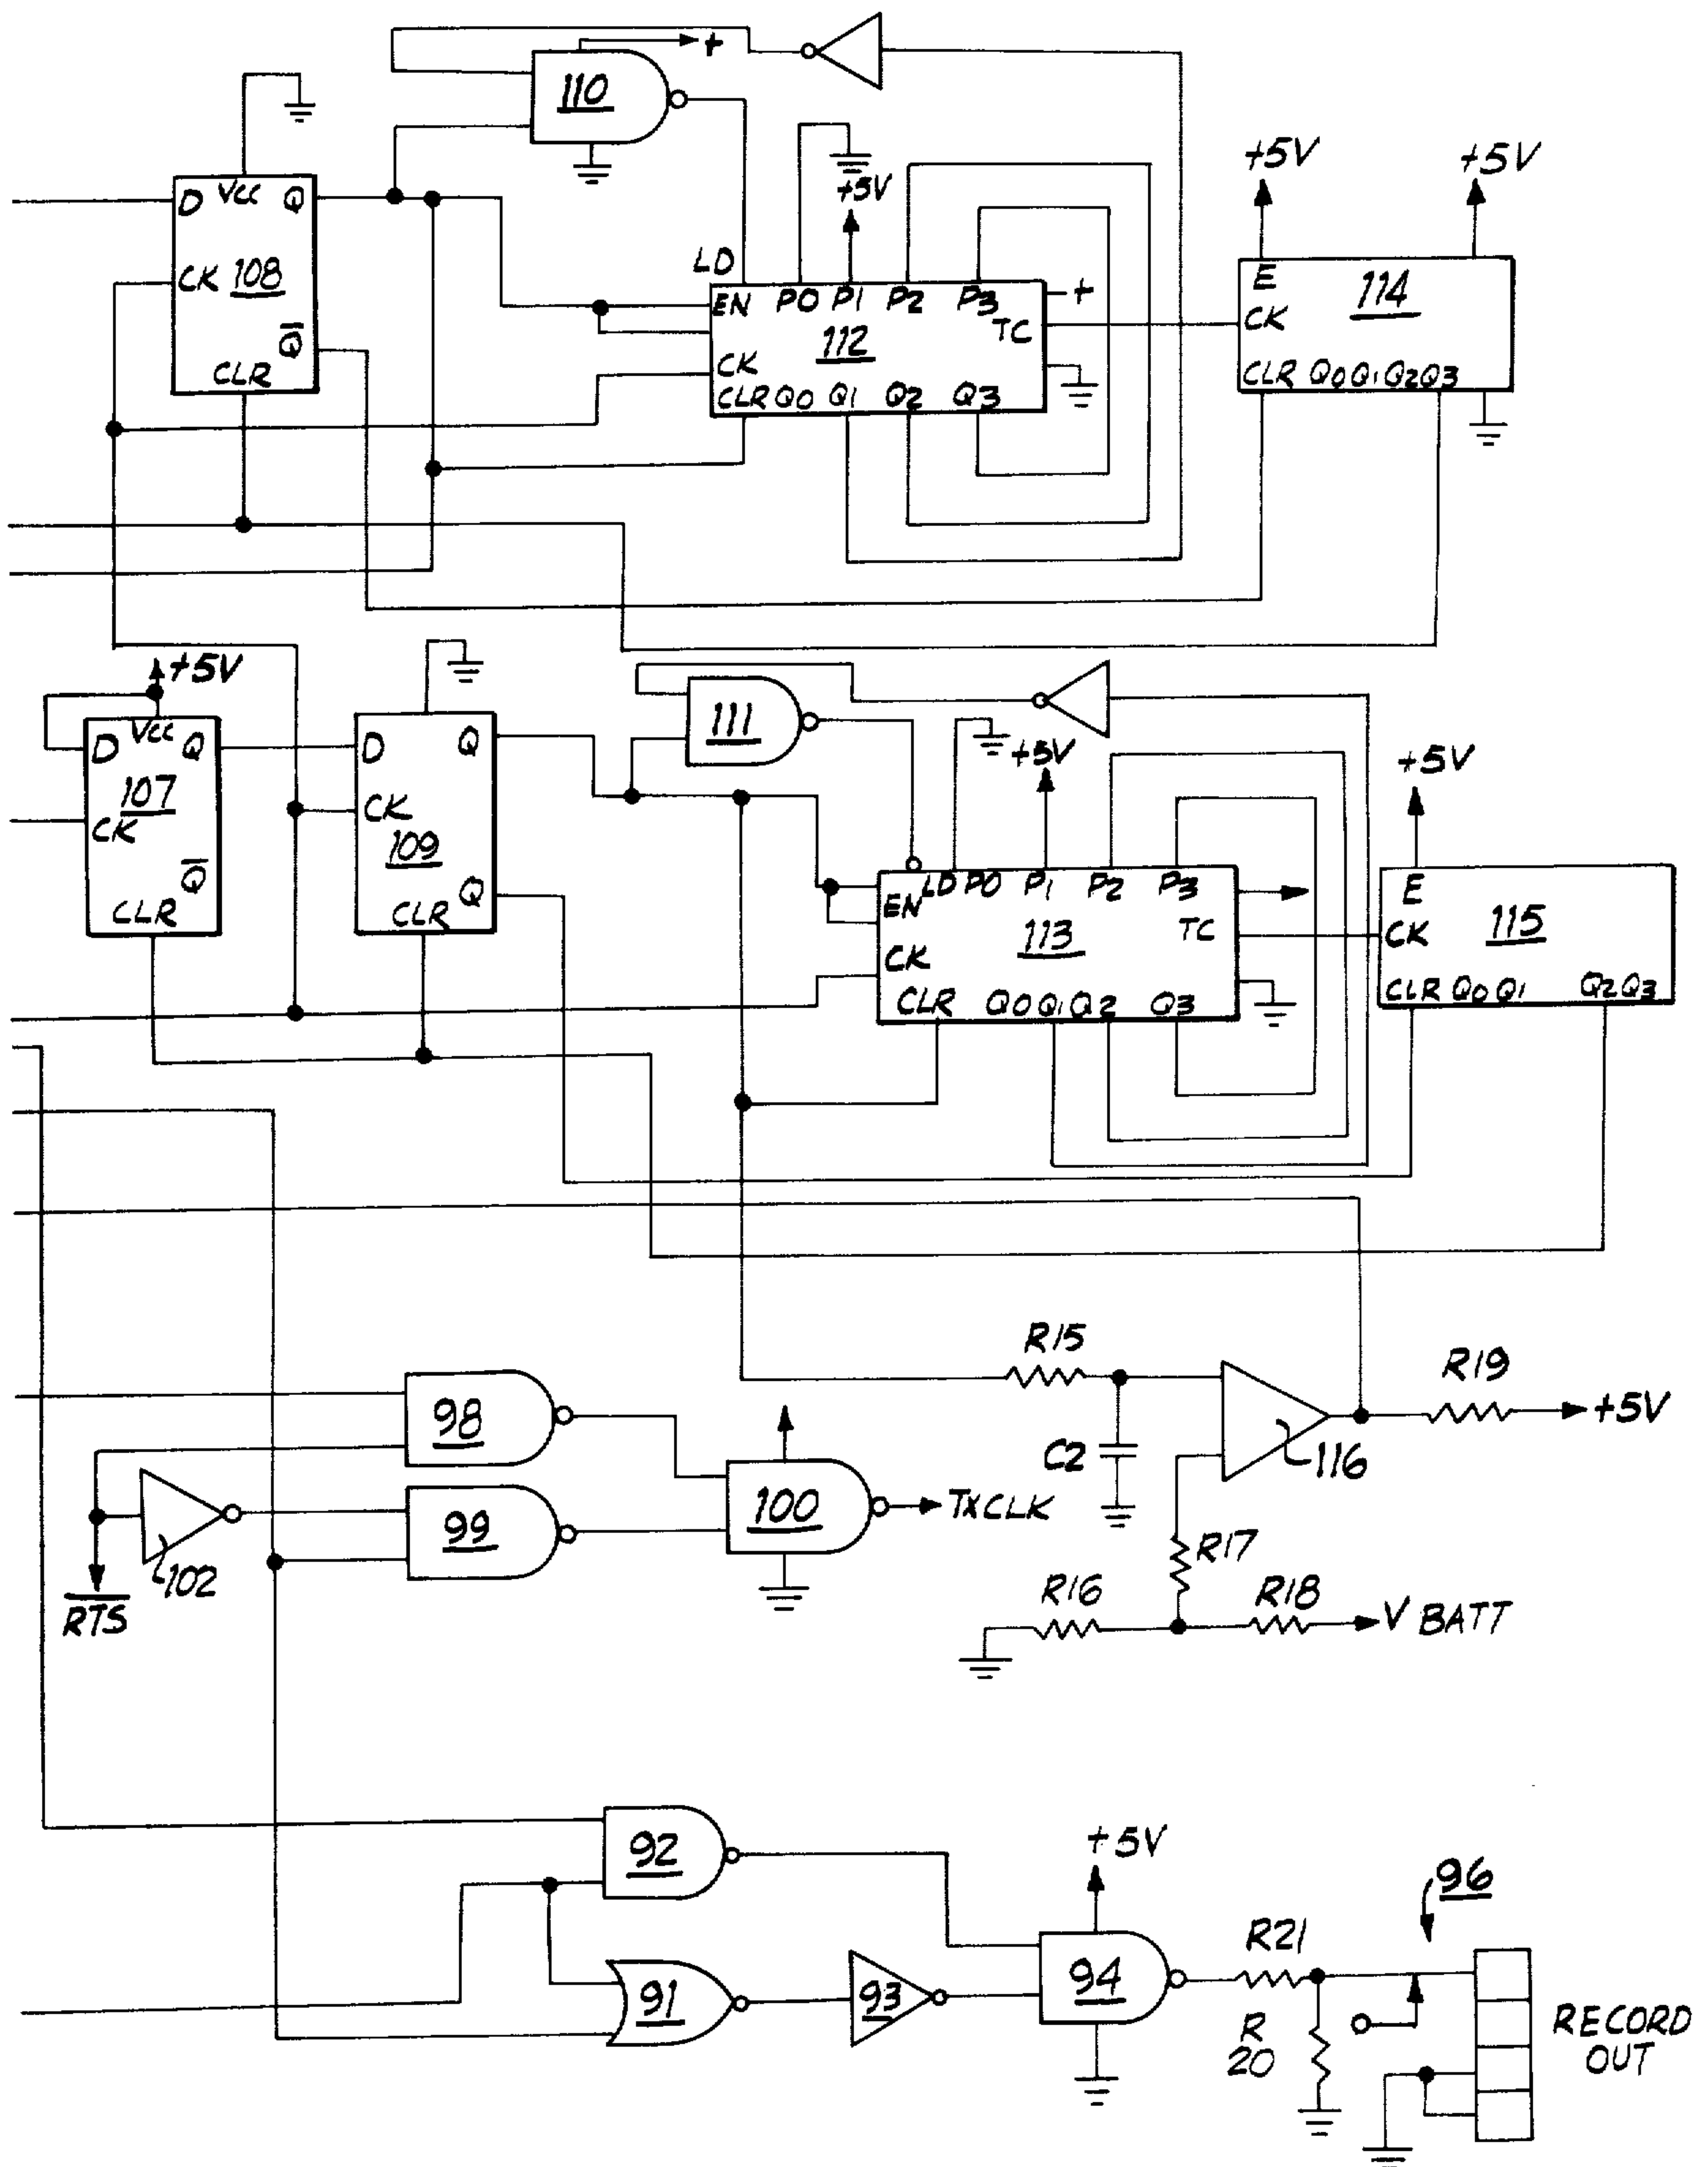 +
110
+5V +5V
D VCC Q
+5V
LD
CK 108
EN P0 P1 P2 P3 +
E 114
TC
CK
112
Q̅
CK
CLR
CLR Q0 Q1 Q2 Q3
CLR Q0 Q1 Q2 Q3
+5V
111
D VCC Q
D Q
+5V
+5V
107
CK
CK
109
LD P0 P1 P2 P3
E
Q̅
Q
EN
115
CLR
CLR
113
TC
CK
CK
CLR Q0 Q1 Q2 Q3
CLR Q0 Q1 Q2 Q3
R15
R19
98
+5V
C2
116
100
TXCLK
99
R17
102
R̅T̅S̅
R16
R18
V BATT
92
+5V
96
R21
94
91
93
R
20
RECORD
OUT